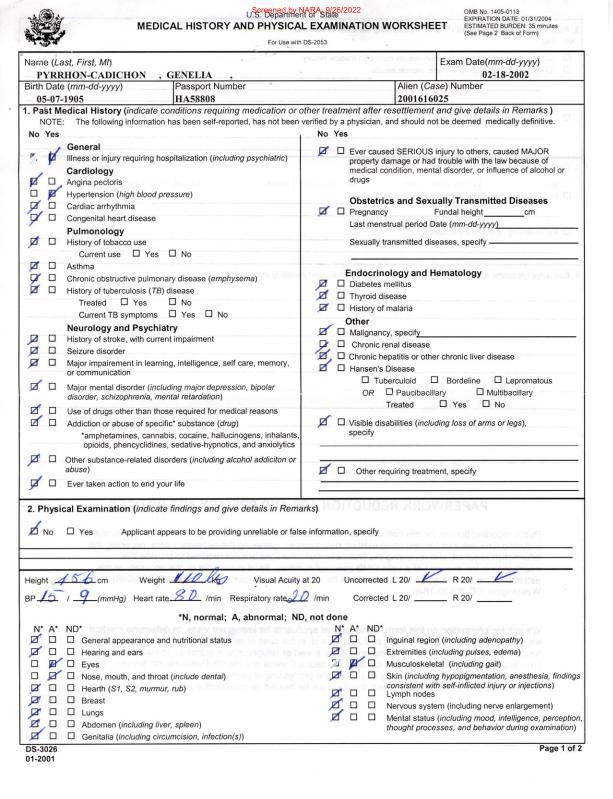 Screened by NARA, 9/26/2022
U.S. Department of State
MEDICAL HISTORY AND PHYSICAL EXAMINATION WORKSHEET
For Use with DS-2053
OMB No. 1405-0113
EXPIRATION DATE: 01/31/2004
ESTIMATED BURDEN: 35 minutes
(See Page 2 Back of Form)
Name (Last, First, MI) Exam Date(mm-dd-yyyy)
PYRRHON-CADICHON , GENELIA , 02-18-2002
Birth Date (mm-dd-yyyy) Passport Number Alien (Case) Number
05-07-1905 HA58808 2001616025
1. Past Medical History (indicate conditions requiring medication or other treatment after resettlement and give details in Remarks )
NOTE: The following information has been self-reported, has not been verified by a physician, and should not be deemed medically definitive.
No Yes
General
Illness or injury requiring hospitalization (including psychiatric)
Cardiology
Angina pectoris
Hypertension (high blood pressure)
Cardiac arrhythmia
Congenital heart disease
Pulmonology
History of tobacco use
Current use Yes No
Asthma
Chronic obstructive pulmonary disease (emphysema)
History of tuberculosis (TB) disease
Treated Yes No
Current TB symptoms Yes No
Neurology and Psychiatry
History of stroke, with current impairment
Seizure disorder
Major impairment in learning, intelligence, self care, memory,
or communication
Major mental disorder (including major depression, bipolar
disorder, schizophrenia, mental retardation)
Use of drugs other than those required for medical reasons
Addiction or abuse of specific* substance (drug)
*amphetamines, cannabis, cocaine, hallucinogens, inhalants,
opioids, phencyclidines, sedative-hypnotics, and anxiolytics
Other substance-related disorders (including alcohol addiciton or
abuse)
Ever taken action to end your life
No Yes
Ever caused SERIOUS injury to others, caused MAJOR
property damage or had trouble with the law because of
medical condition, mental disorder, or influence of alcohol or
drugs
Obstetrics and Sexually Transmitted Diseases
Pregnancy Fundal height cm
Last menstrual period Date (mm-dd-yyyy)
Sexually transmitted diseases, specify
Endocrinology and Hematology
Diabetes mellitus
Thyroid disease
History of malaria
Other
Malignancy, specify
Chronic renal disease
Chronic hepatitis or other chronic liver disease
Hansen's Disease
Tuberculoid Bordeline Lepromatous
OR Paucibacillary Multibacillary
Treated Yes No
Visible disabilities (including loss of arms or legs),
specify
Other requiring treatment, specify
2. Physical Examination (indicate findings and give details in Remarks)
No Yes Applicant appears to be providing unreliable or false information, specify
Height 156 cm Weight kg Visual Acuity at 20 Uncorrected L 20/ R 20/
BP 15 / 9 (mmHg) Heart rate 80 /min Respiratory rate 20 /min Corrected L 20/ R 20/
*N, normal; A, abnormal; ND, not done
N* A* ND*
General appearance and nutritional status
Hearing and ears
Eyes
Nose, mouth, and throat (include dental)
Hearth (S1, S2, murmur, rub)
Breast
Lungs
Abdomen (liver, spleen)
Genitalia (including circumcision, infection(s))
N* A* ND*
Inguinal region (including adenopathy)
Extremities (including pulses, edema)
Musculoskeletal (including gait)
Skin (including hypopigmentation, anesthesia, findings
consistent with self-inflicted injury or injections)
Lymph nodes
Nervous system (including nerve enlargement)
Mental status (including mood, intelligence, perception,
thought processes, and behavior during examination)
DS-3026
01-2001
Page 1 of 2